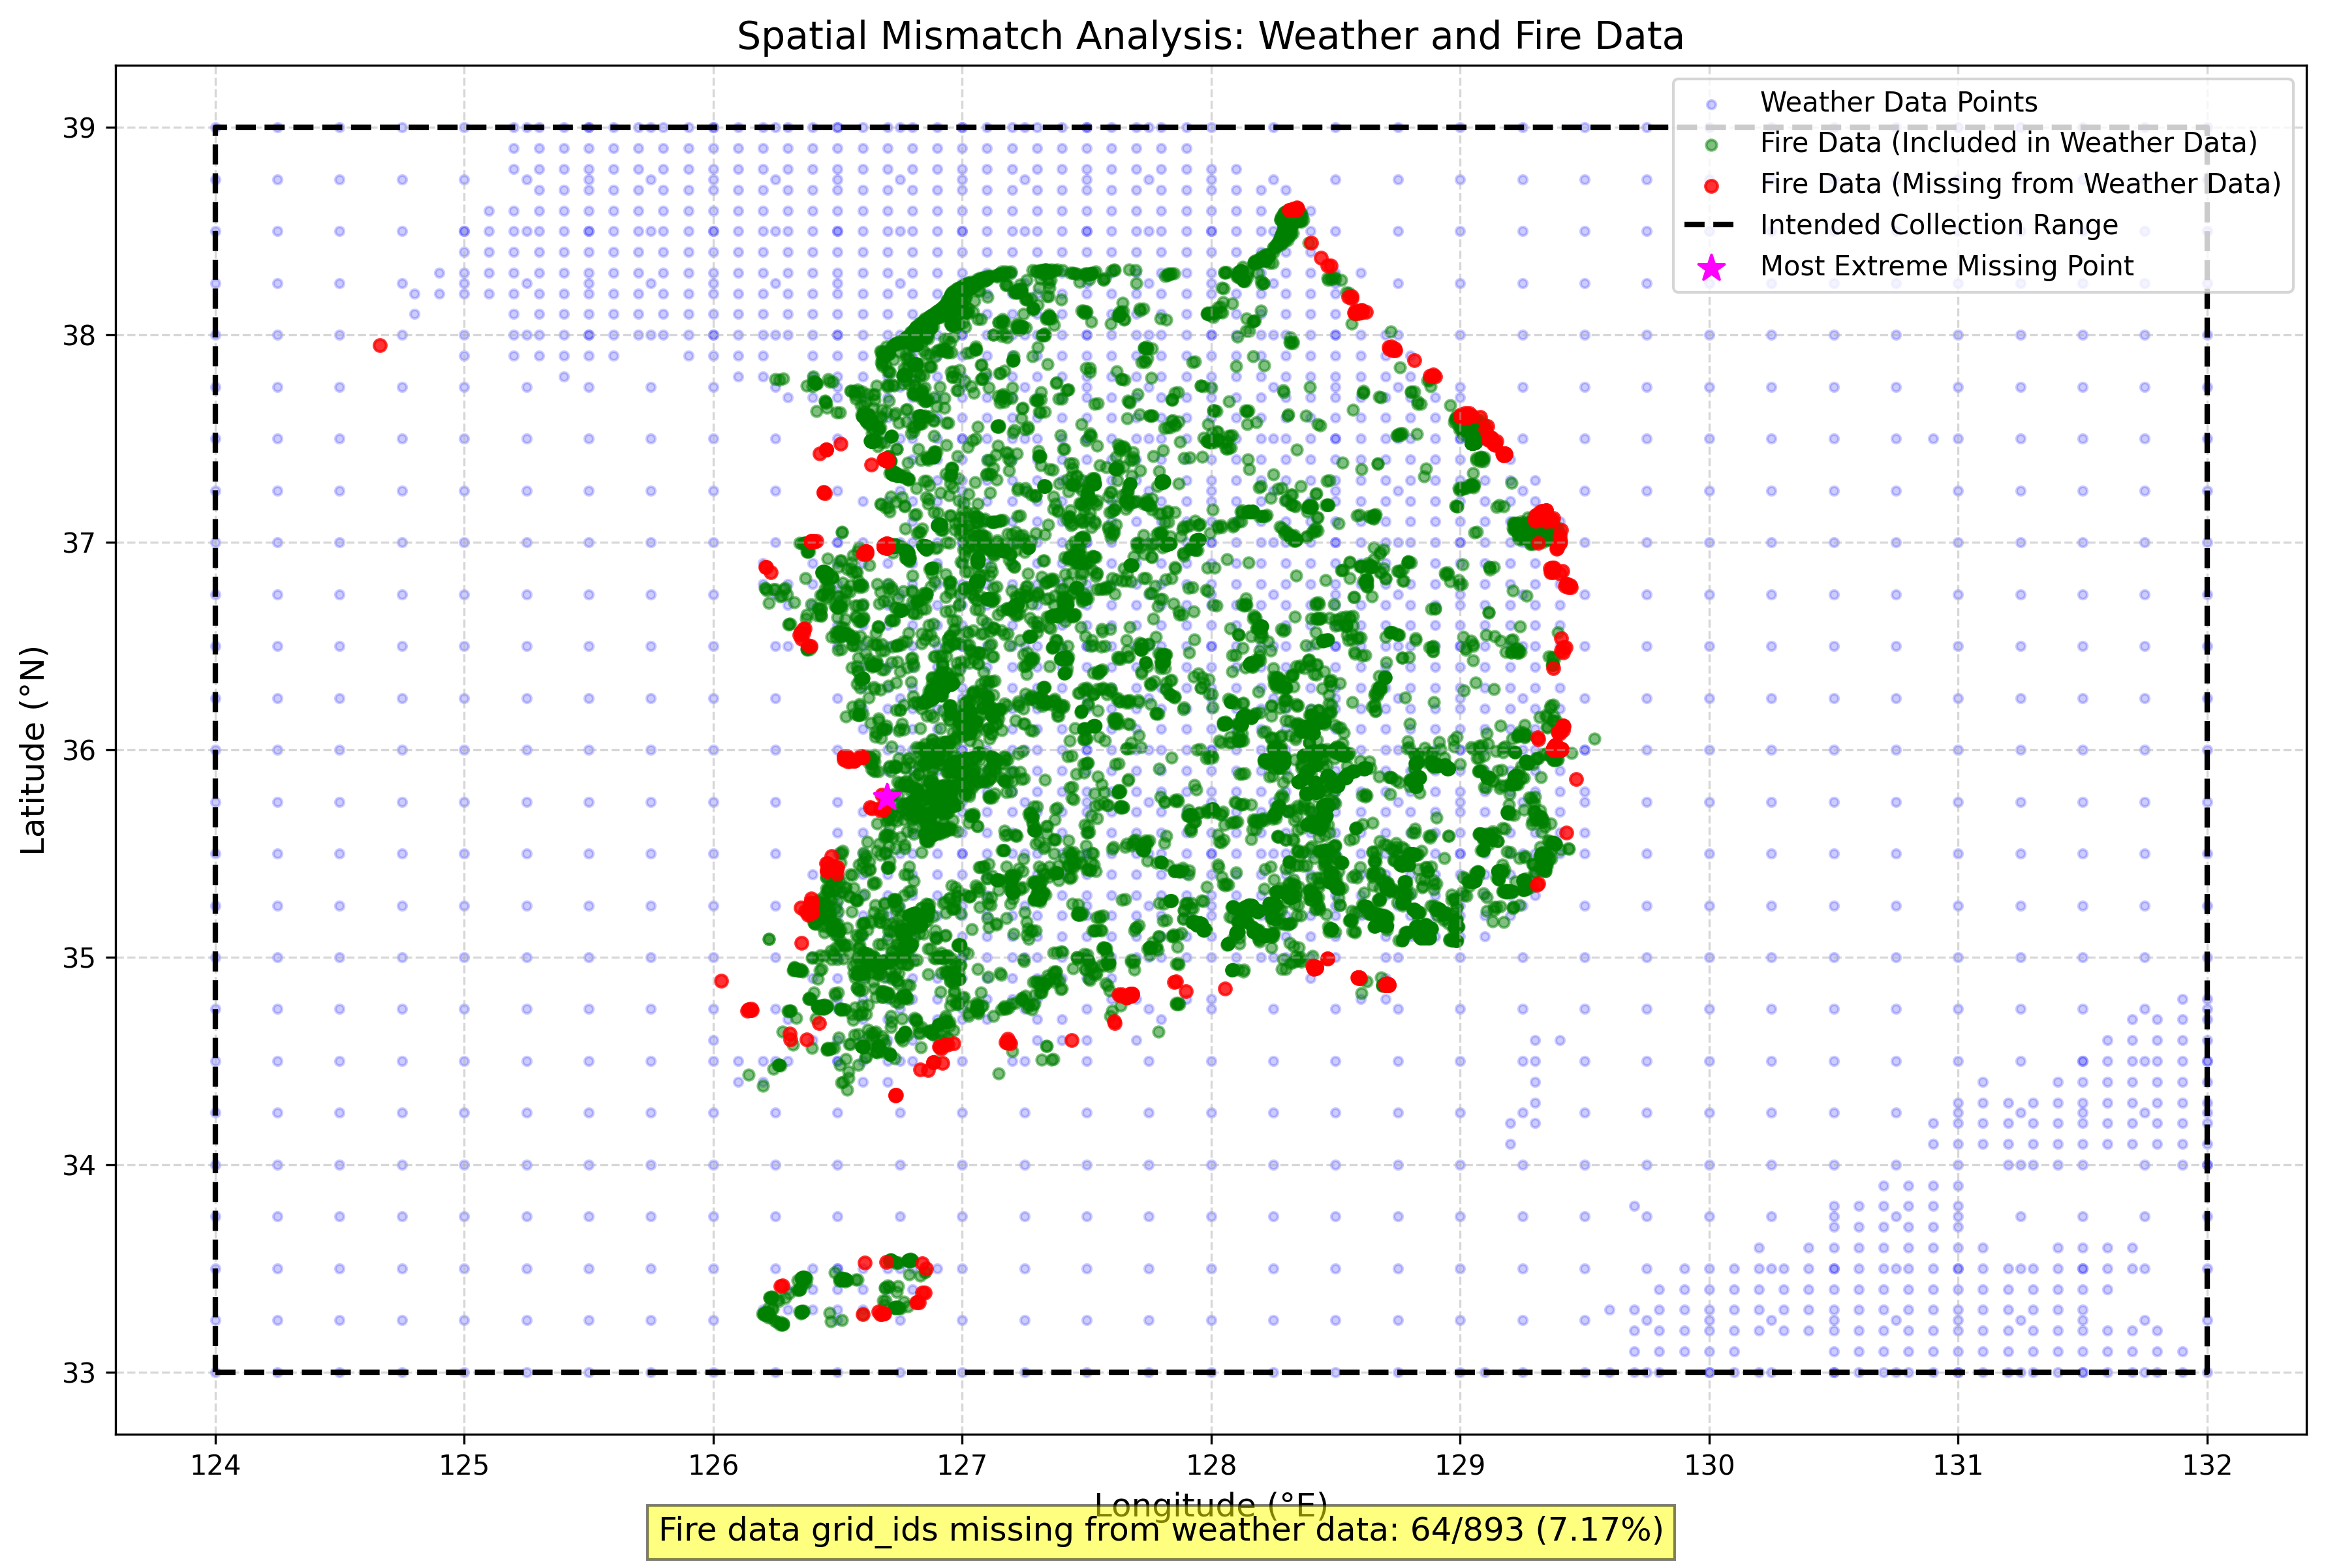 Spatial Mismatch Analysis: Weather and Fire Data
Weather Data Points
Fire Data (Included in Weather Data)
Fire Data (Missing from Weather Data)
Intended Collection Range
Most Extreme Missing Point
Latitude (°N)
39
38
37
36
35
34
33
124 125 126 127 128 129 130 131 132
Longitude (°E)
Fire data grid_ids missing from weather data: 64/893 (7.17%)